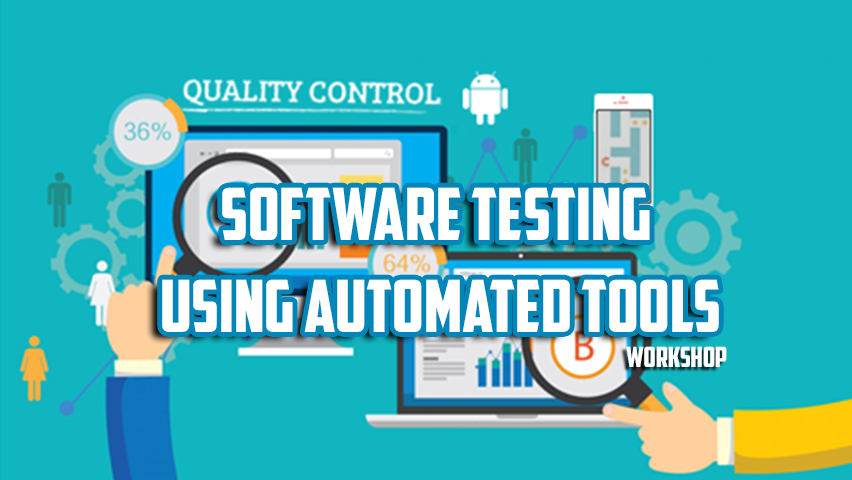 QUALITY CONTROL
36%
SOFTWARE TESTING
64%
USING AUTOMATED TOOLS
B
WORKSHOP